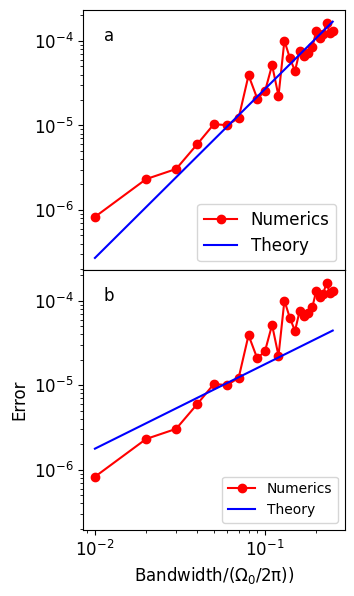 a
10⁻⁴
10⁻⁵
10⁻⁶
Numerics
Theory
b
10⁻⁴
10⁻⁵
10⁻⁶
Error
Numerics
Theory
10⁻² 10⁻¹
Bandwidth/(Ω₀/2π))